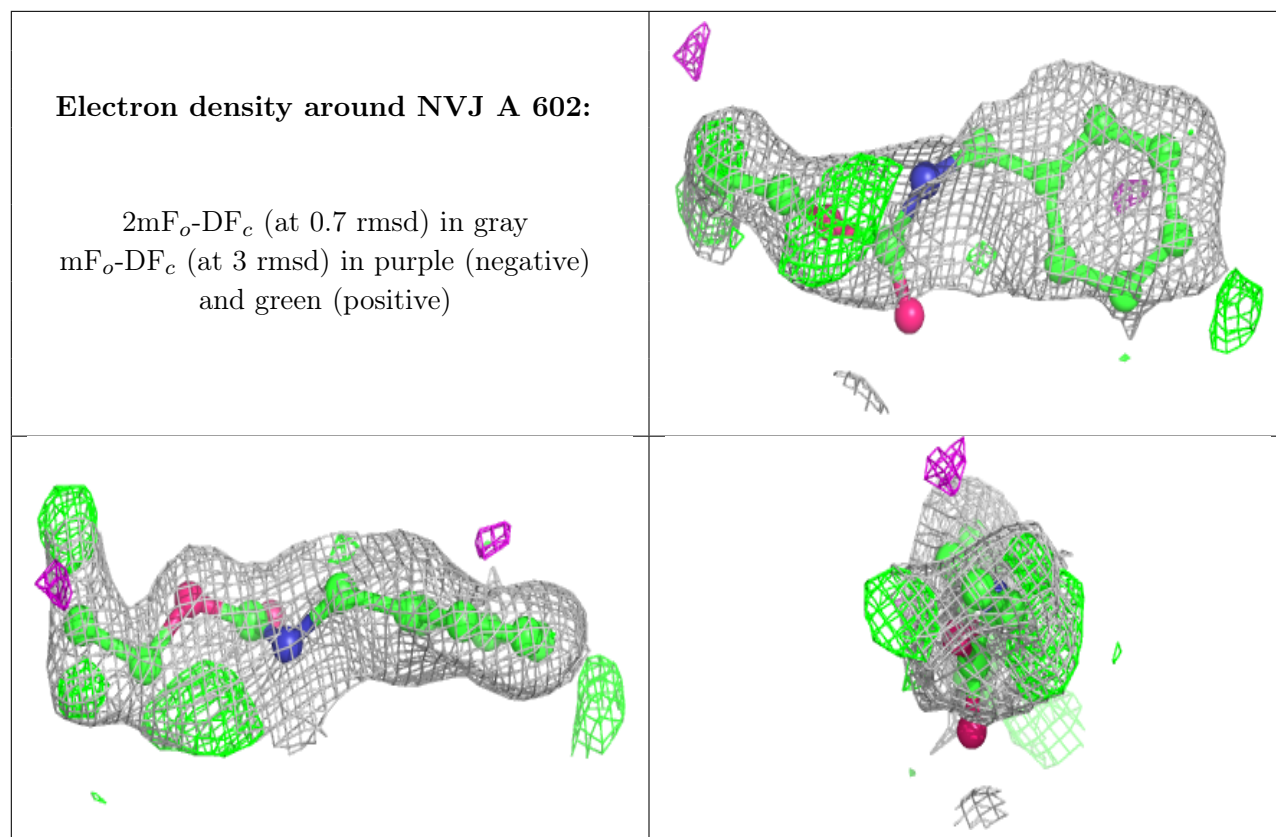 Electron density around NVJ A 602:
2mFo-DFc (at 0.7 rmsd) in gray
mFo-DFc (at 3 rmsd) in purple (negative)
and green (positive)